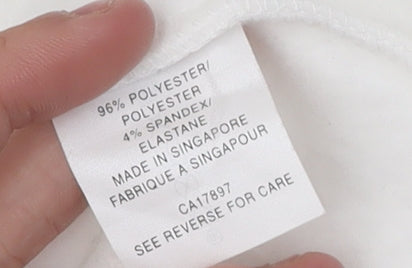 96% POLYESTER/
POLYESTER
4% SPANDEX/
ELASTANE
MADE IN SINGAPORE
FABRIQUE A SINGAPOUR
CA17897
SEE REVERSE FOR CARE